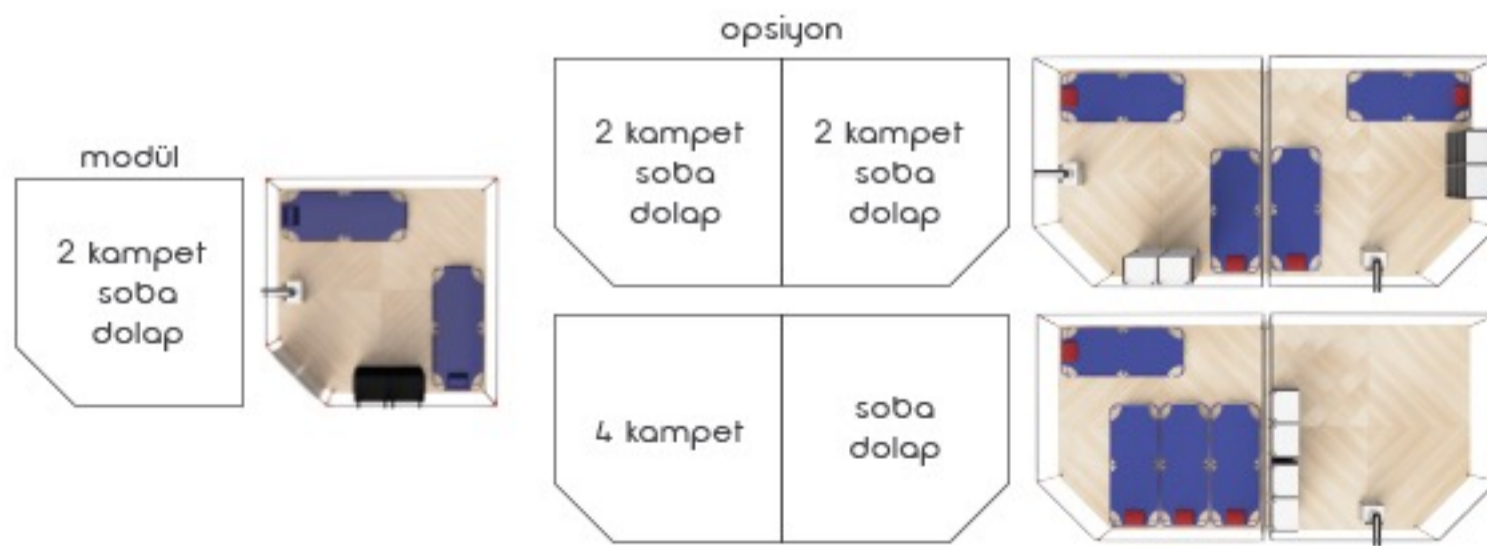 modül
2 kampet
soba
dolap
opsiyon
2 kampet
soba
dolap
2 kampet
soba
dolap
4 kampet
soba
dolap